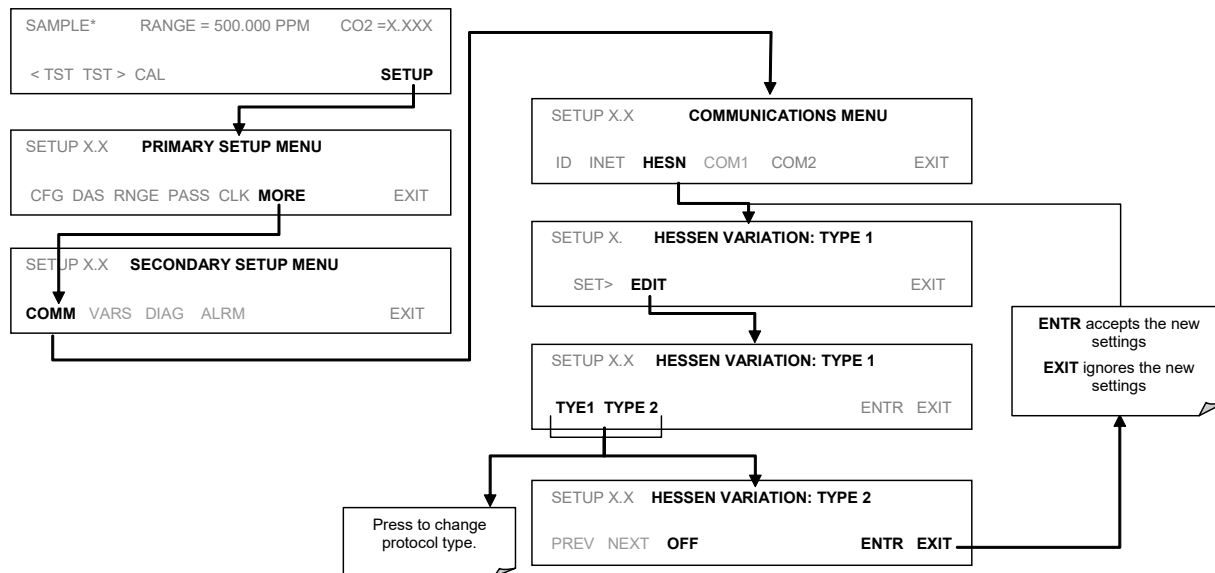 SAMPLE* RANGE = 500.000 PPM CO2 =X.XXX
< TST TST > CAL SETUP
SETUP X.X PRIMARY SETUP MENU
CFG DAS RNGE PASS CLK MORE EXIT
SETUP X.X SECONDARY SETUP MENU
COMM VARS DIAG ALRM EXIT
SETUP X.X COMMUNICATIONS MENU
ID INET HESN COM1 COM2 EXIT
SETUP X. HESSEN VARIATION: TYPE 1
SET> EDIT EXIT
SETUP X.X HESSEN VARIATION: TYPE 1
TYE1 TYPE 2 ENTR EXIT
Press to change
protocol type.
SETUP X.X HESSEN VARIATION: TYPE 2
PREV NEXT OFF ENTR EXIT
ENTR accepts the new
settings
EXIT ignores the new
settings